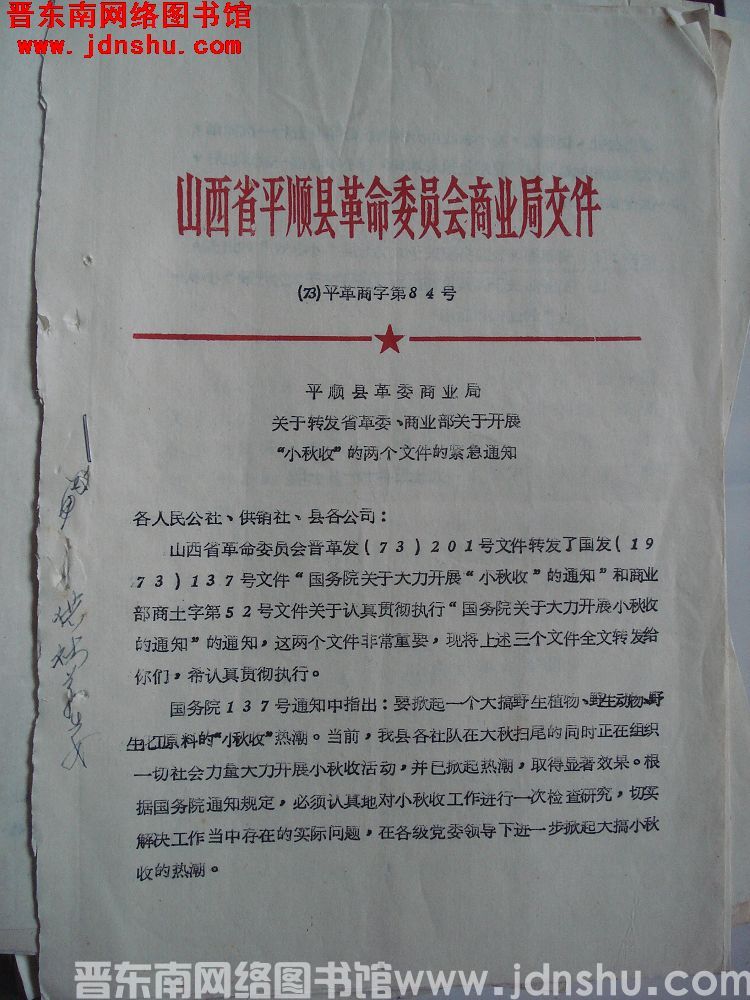 晋东南网络图书馆
www.jdnshu.com
山西省平顺县革命委员会商业局文件
(73)平革商字第84号
平顺县革委商业局
关于转发省革委、商业部关于开展
“小秋收”的两个文件的紧急通知
各人民公社、供销社、县各公司：
山西省革命委员会晋革发(73)201号文件转发了国发(19
73)137号文件“国务院关于大力开展“小秋收”的通知”和商业
部商土字第52号文件关于认真贯彻执行“国务院关于大力开展小秋收
的通知”的通知，这两个文件非常重要，现将上述三个文件全文转发给
你们，希认真贯彻执行。
国务院137号通知中指出：要掀起一个大搞野生植物、野生动物、野
生化工原料的“小秋收”热潮。当前，我县各社队在大秋扫尾的同时正在组织
一切社会力量大力开展小秋收活动，并已掀起热潮，取得显著效果。根
据国务院通知规定，必须认真地对小秋收工作进行一次检查研究，切实
解决工作当中存在的实际问题，在各级党委领导下进一步掀起大搞小秋
收的热潮。
晋东南网络图书馆www.jdnshu.com